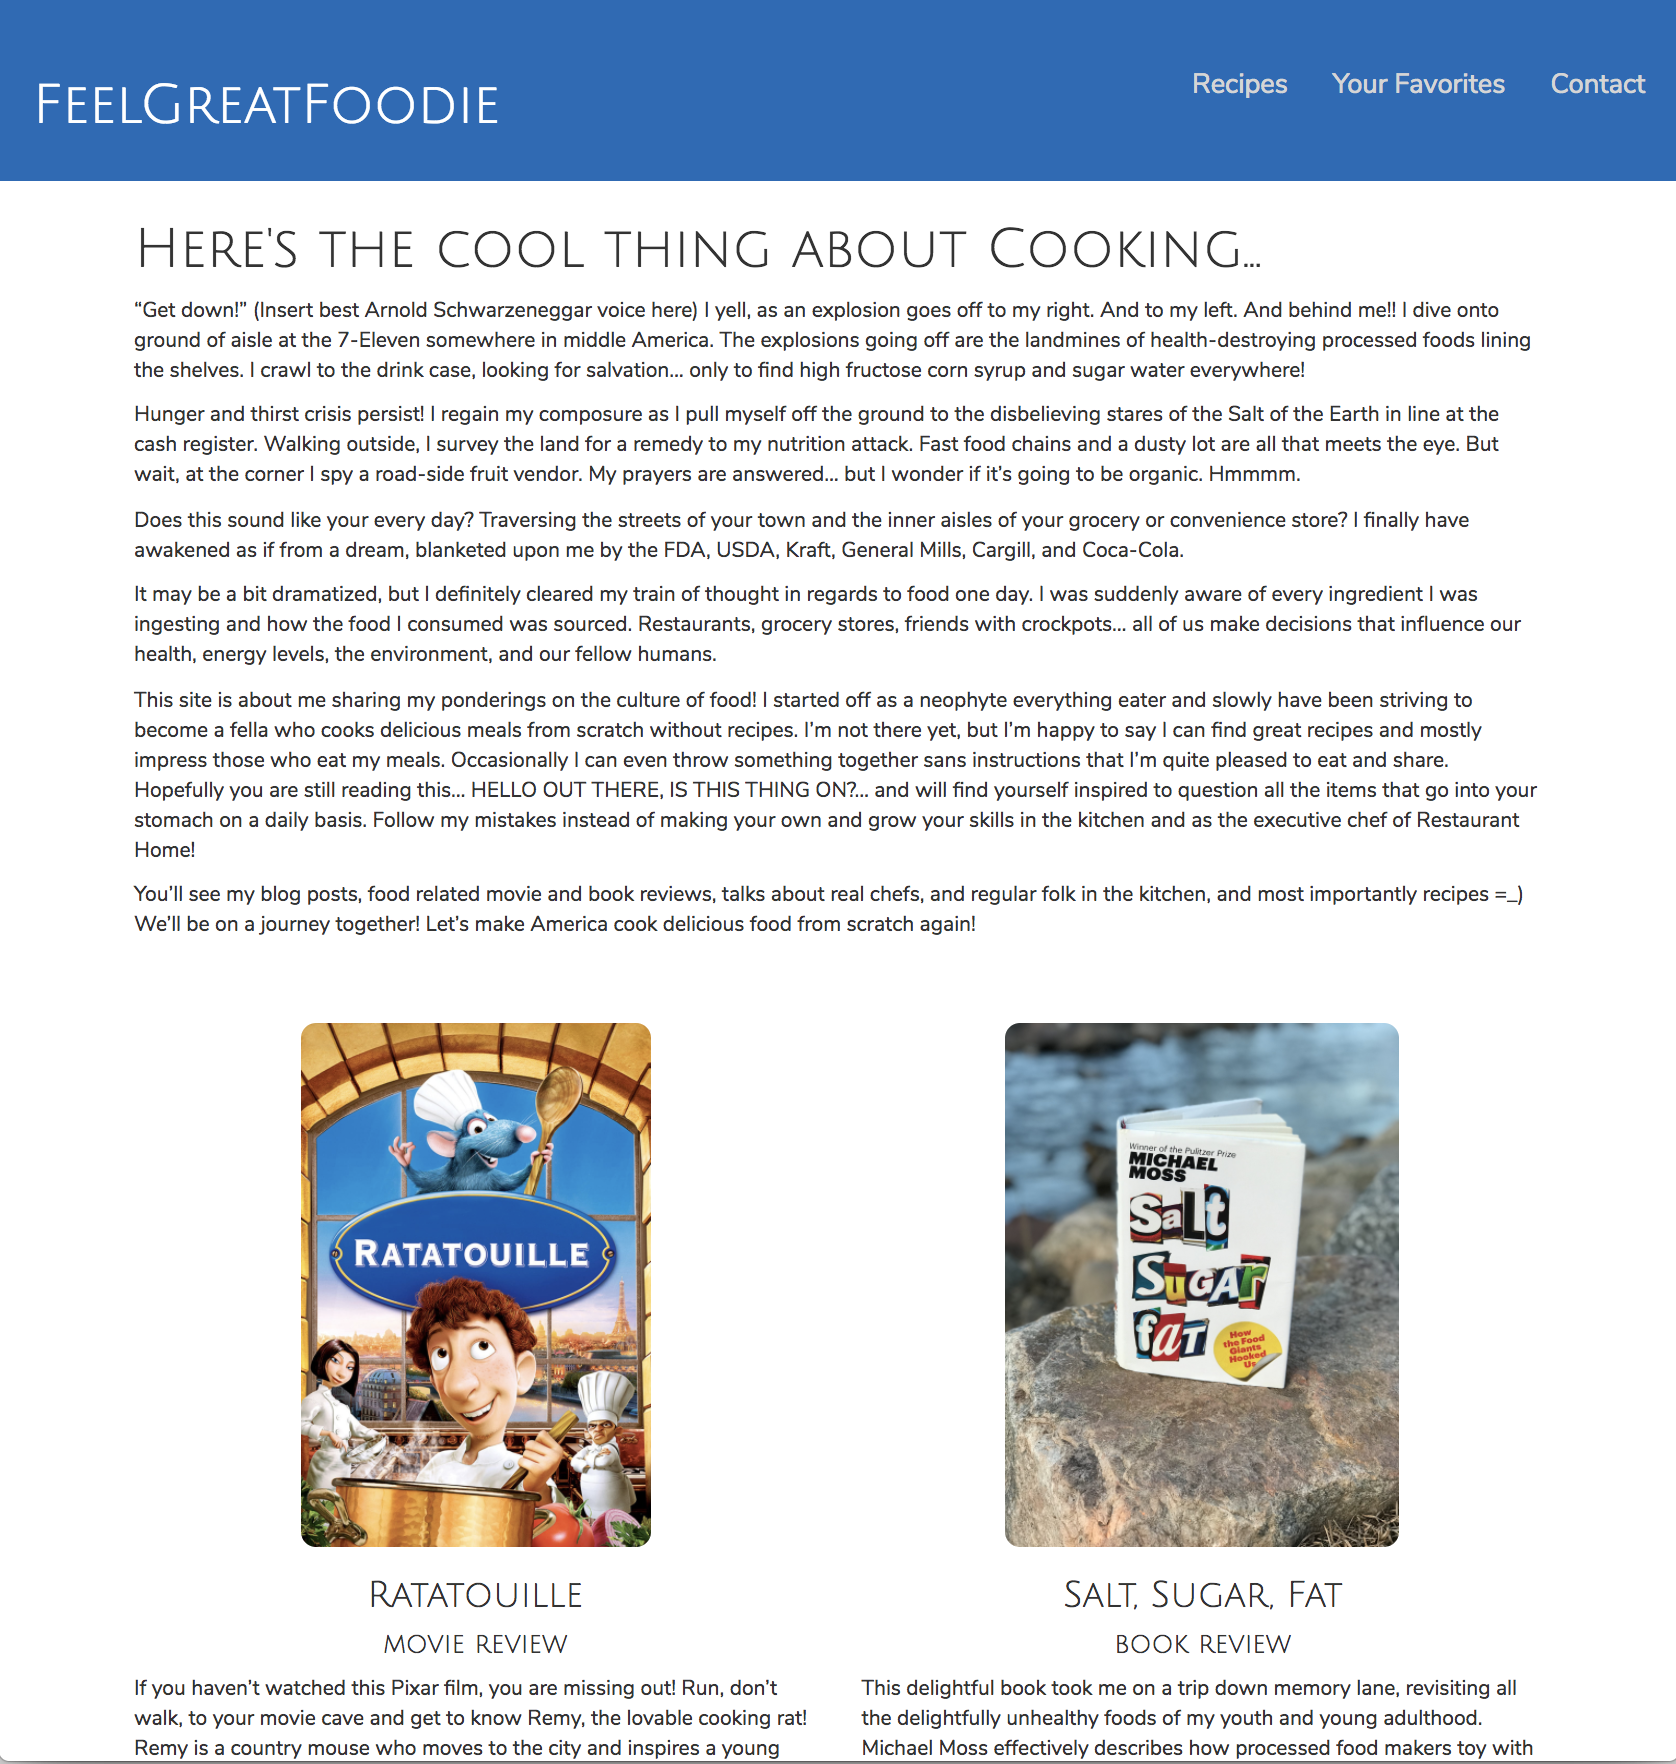 FeelGreatFoodie
Recipes Your Favorites Contact
Here's the cool thing about Cooking...
“Get down!” (Insert best Arnold Schwarzeneggar voice here) I yell, as an explosion goes off to my right. And to my left. And behind me!! I dive onto
ground of aisle at the 7-Eleven somewhere in middle America. The explosions going off are the landmines of health-destroying processed foods lining
the shelves. I crawl to the drink case, looking for salvation... only to find high fructose corn syrup and sugar water everywhere!
Hunger and thirst crisis persist! I regain my composure as I pull myself off the ground to the disbelieving stares of the Salt of the Earth in line at the
cash register. Walking outside, I survey the land for a remedy to my nutrition attack. Fast food chains and a dusty lot are all that meets the eye. But
wait, at the corner I spy a road-side fruit vendor. My prayers are answered... but I wonder if it’s going to be organic. Hmmmm.
Does this sound like your every day? Traversing the streets of your town and the inner aisles of your grocery or convenience store? I finally have
awakened as if from a dream, blanketed upon me by the FDA, USDA, Kraft, General Mills, Cargill, and Coca-Cola.
It may be a bit dramatized, but I definitely cleared my train of thought in regards to food one day. I was suddenly aware of every ingredient I was
ingesting and how the food I consumed was sourced. Restaurants, grocery stores, friends with crockpots... all of us make decisions that influence our
health, energy levels, the environment, and our fellow humans.
This site is about me sharing my ponderings on the culture of food! I started off as a neophyte everything eater and slowly have been striving to
become a fella who cooks delicious meals from scratch without recipes. I’m not there yet, but I’m happy to say I can find great recipes and mostly
impress those who eat my meals. Occasionally I can even throw something together sans instructions that I’m quite pleased to eat and share.
Hopefully you are still reading this... HELLO OUT THERE, IS THIS THING ON?... and will find yourself inspired to question all the items that go into your
stomach on a daily basis. Follow my mistakes instead of making your own and grow your skills in the kitchen and as the executive chef of Restaurant
Home!
You’ll see my blog posts, food related movie and book reviews, talks about real chefs, and regular folk in the kitchen, and most importantly recipes =_)
We’ll be on a journey together! Let’s make America cook delicious food from scratch again!
RATATOUILLE
Winner of the Pulitzer Prize
MICHAEL
MOSS
Salt
Sugar
fat
How
the Food
Giants
Hooked
Us
Ratatouille
movie review
If you haven’t watched this Pixar film, you are missing out! Run, don’t
walk, to your movie cave and get to know Remy, the lovable cooking rat!
Remy is a country mouse who moves to the city and inspires a young
Salt, Sugar, Fat
book review
This delightful book took me on a trip down memory lane, revisiting all
the delightfully unhealthy foods of my youth and young adulthood.
Michael Moss effectively describes how processed food makers toy with